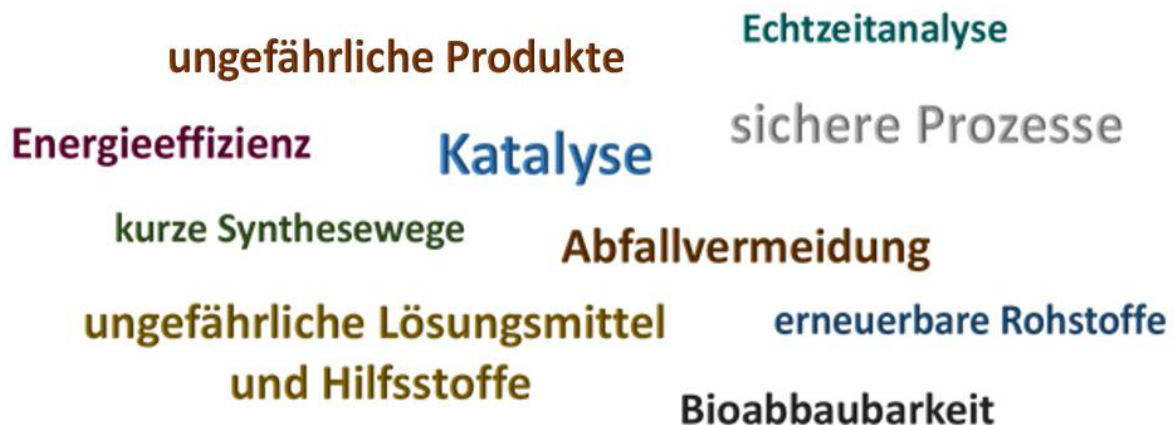 Echtzeitanalyse
ungefährliche Produkte
sichere Prozesse
Energieeffizienz
Katalyse
kurze Synthesewege
Abfallvermeidung
ungefährliche Lösungsmittel
und Hilfsstoffe
erneuerbare Rohstoffe
Bioabbaubarkeit